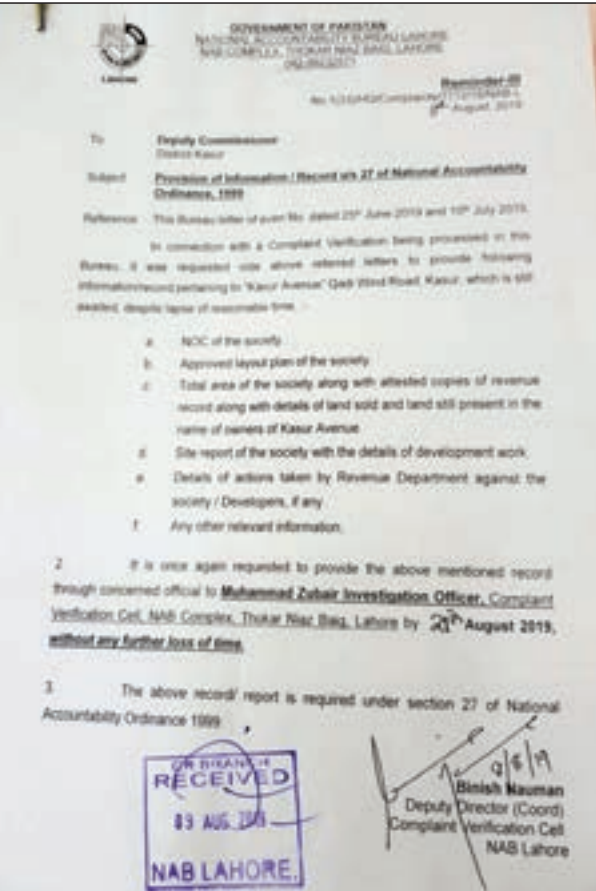 GOVERNMENT OF PAKISTAN
NATIONAL ACCOUNTABILITY BUREAU LAHORE
NAB COMPLEX, THOKAR NIAZ BAIG, LAHORE
Lahore
Reminder-III
August, 2019
To Deputy Commissioner
District Kasur
Subject Provision of Information / Record u/s 27 of National Accountability
Ordinance, 1999
Reference This Bureau letter of even No. dated 25th June 2019 and 10th July 2019.
In connection with a Complaint Verification being processed in this
Bureau, it was requested vide above referred letters to provide following
information/record pertaining to "Kasur Avenue" Road, Kasur, which is still
awaited, despite lapse of reasonable time.
a. NOC of the society
b. Approved layout plan of the society
c. Total area of the society along with attested copies of revenue
record along with details of land sold and land still present in the
name of owners of Kasur Avenue
d. Site report of the society with the details of development work.
e. Details of actions taken by Revenue Department against the
society / Developers, if any
f. Any other relevant information.
2. It is once again requested to provide the above mentioned record
through concerned official to Muhammad Zubair Investigation Officer, Complaint
Verification Cell, NAB Complex, Thokar Niaz Baig, Lahore by August 2019,
without any further loss of time.
3. The above record/ report is required under section 27 of National
Accountability Ordinance 1999
BRANCH
RECEIVED
09 AUG 2019
NAB LAHORE.
9/8/19
Binish Nauman
Deputy Director (Coord)
Complaint Verification Cell
NAB Lahore